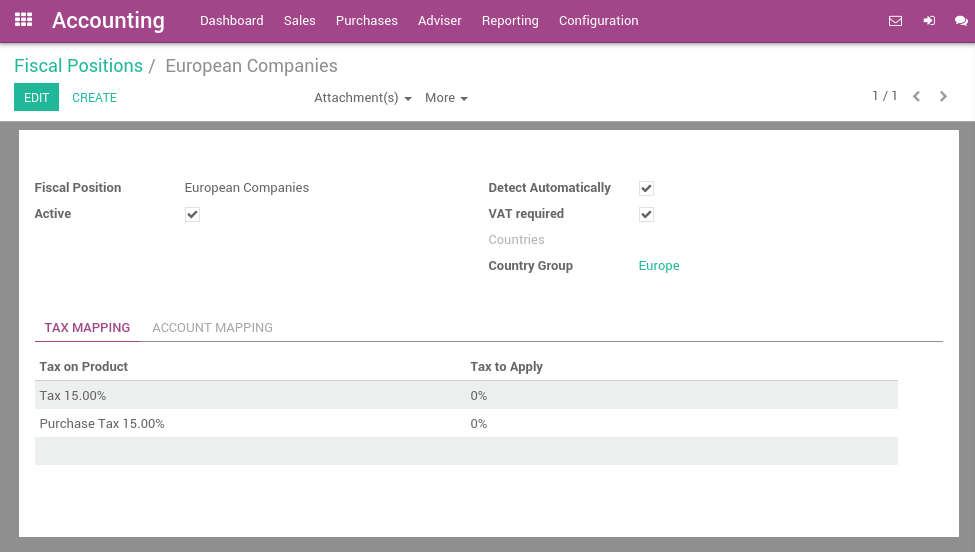 Accounting Dashboard Sales Purchases Adviser Reporting Configuration
Fiscal Positions / European Companies
EDIT CREATE Attachment(s) More 1 / 1
Fiscal Position European Companies Detect Automatically
Active VAT required
Countries
Country Group Europe
TAX MAPPING ACCOUNT MAPPING
Tax on Product Tax to Apply
Tax 15.00% 0%
Purchase Tax 15.00% 0%